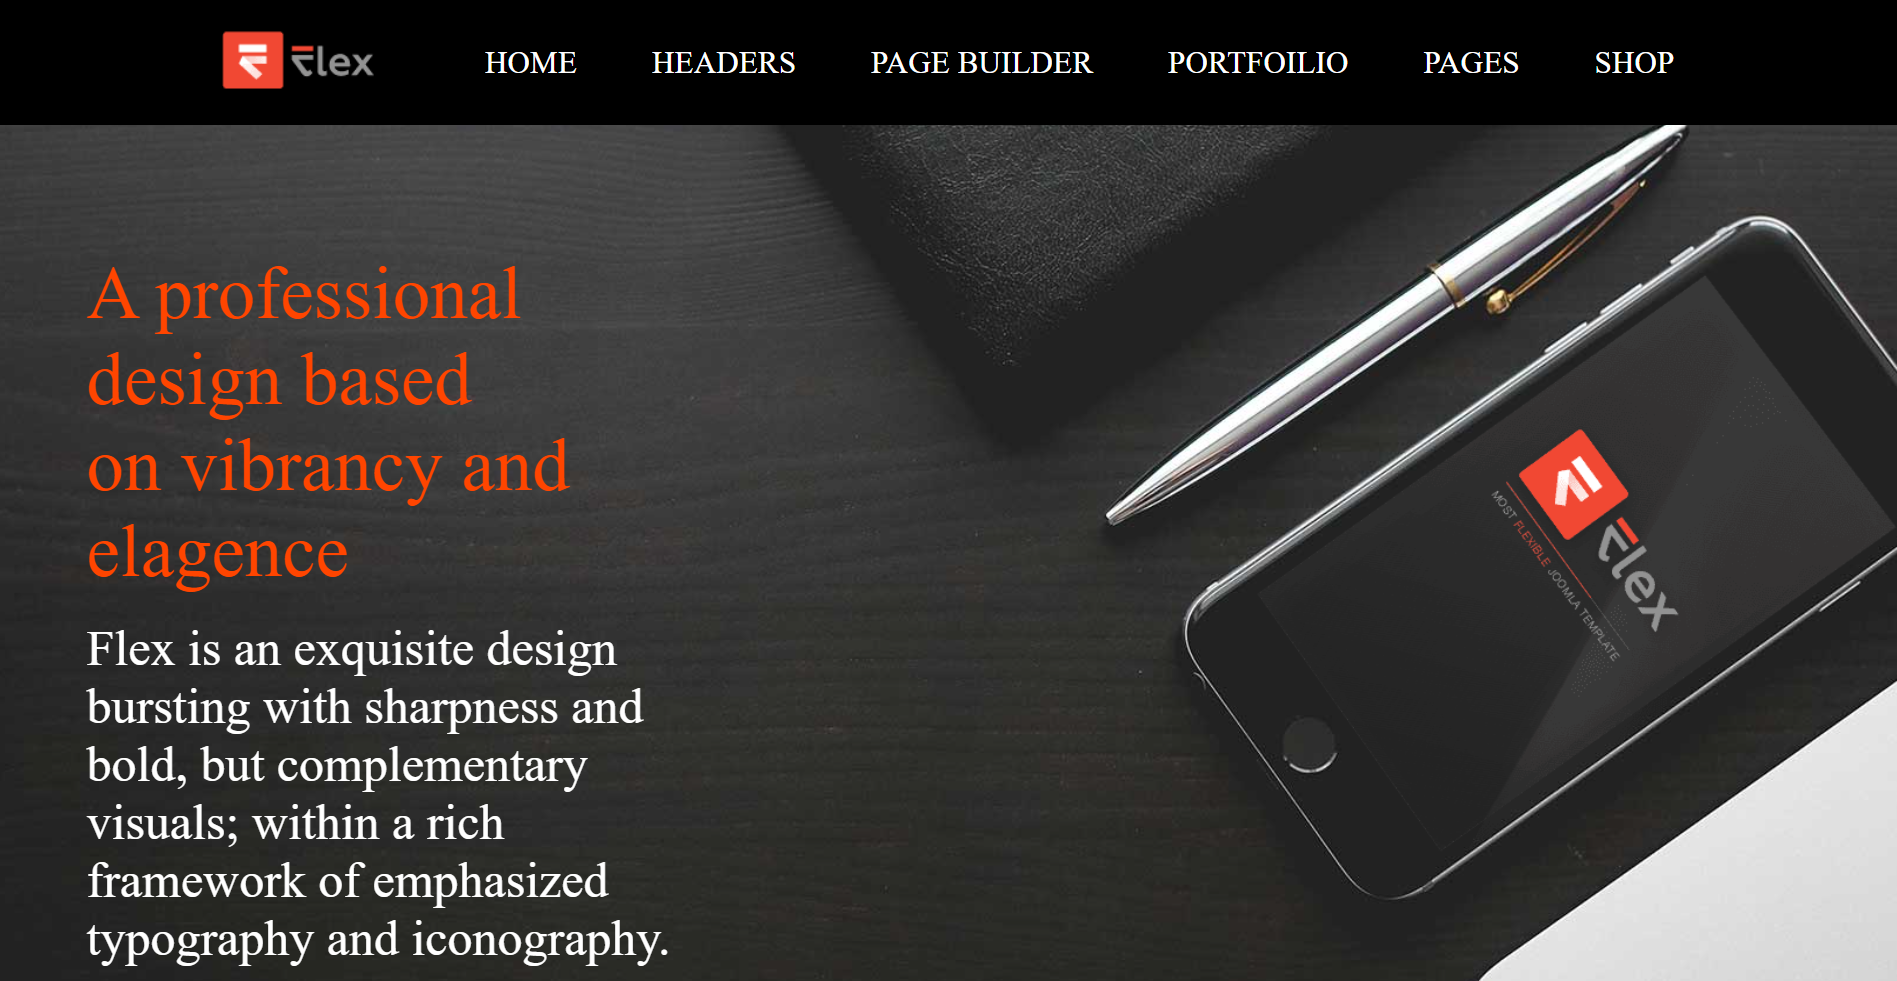 Flex
HOME
HEADERS
PAGE BUILDER
PORTFOILIO
PAGES
SHOP
A professional
design based
on vibrancy and
elagence
Flex is an exquisite design
bursting with sharpness and
bold, but complementary
visuals; within a rich
framework of emphasized
typography and iconography.
Flex
MOST FLEXIBLE JOOMLA TEMPLATE